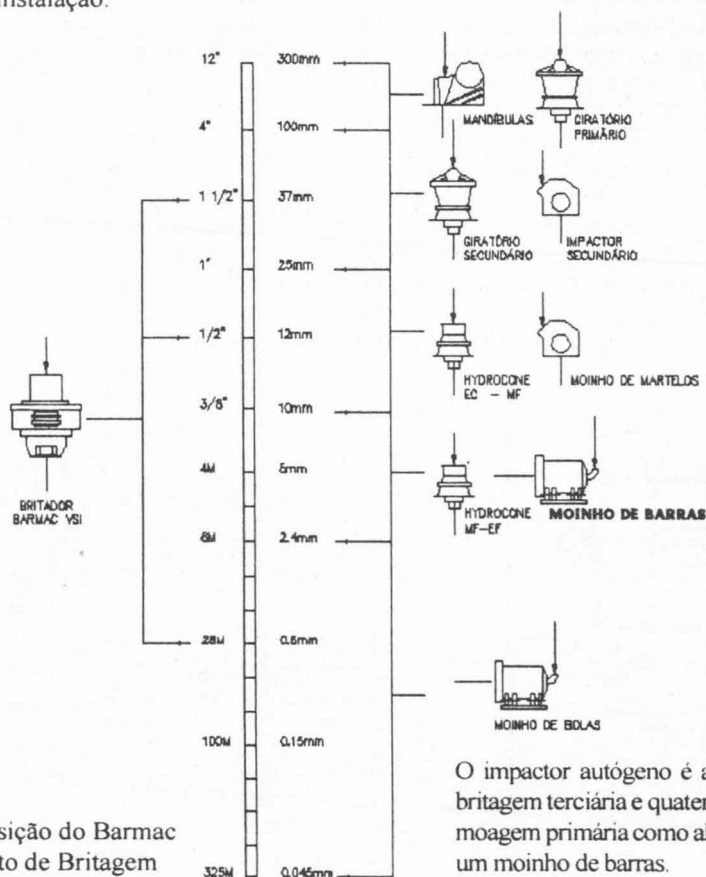 instalação.
12" 300mm
4" 100mm
1 1/2" 37mm
1" 25mm
1/2" 12mm
3/8" 10mm
4M 5mm
8M 2.4mm
28M 0.6mm
100M 0.15mm
325M 0.045mm
BRITADOR
BARMAC VSI
MANDÍBULAS
GIRATÓRIO
PRIMÁRIO
GIRATÓRIO
SECUNDÁRIO
IMPACTOR
SECUNDÁRIO
HYDROCONE
EC - MF
MOINHO DE MARTELOS
HYDROCONE
MF-EF
MOINHO DE BARRAS
MOINHO DE BOLAS
O impactor autógeno é a
britagem terciária e quater
moagem primária como al
um moinho de barras.
sição do Barmac
to de Britagem